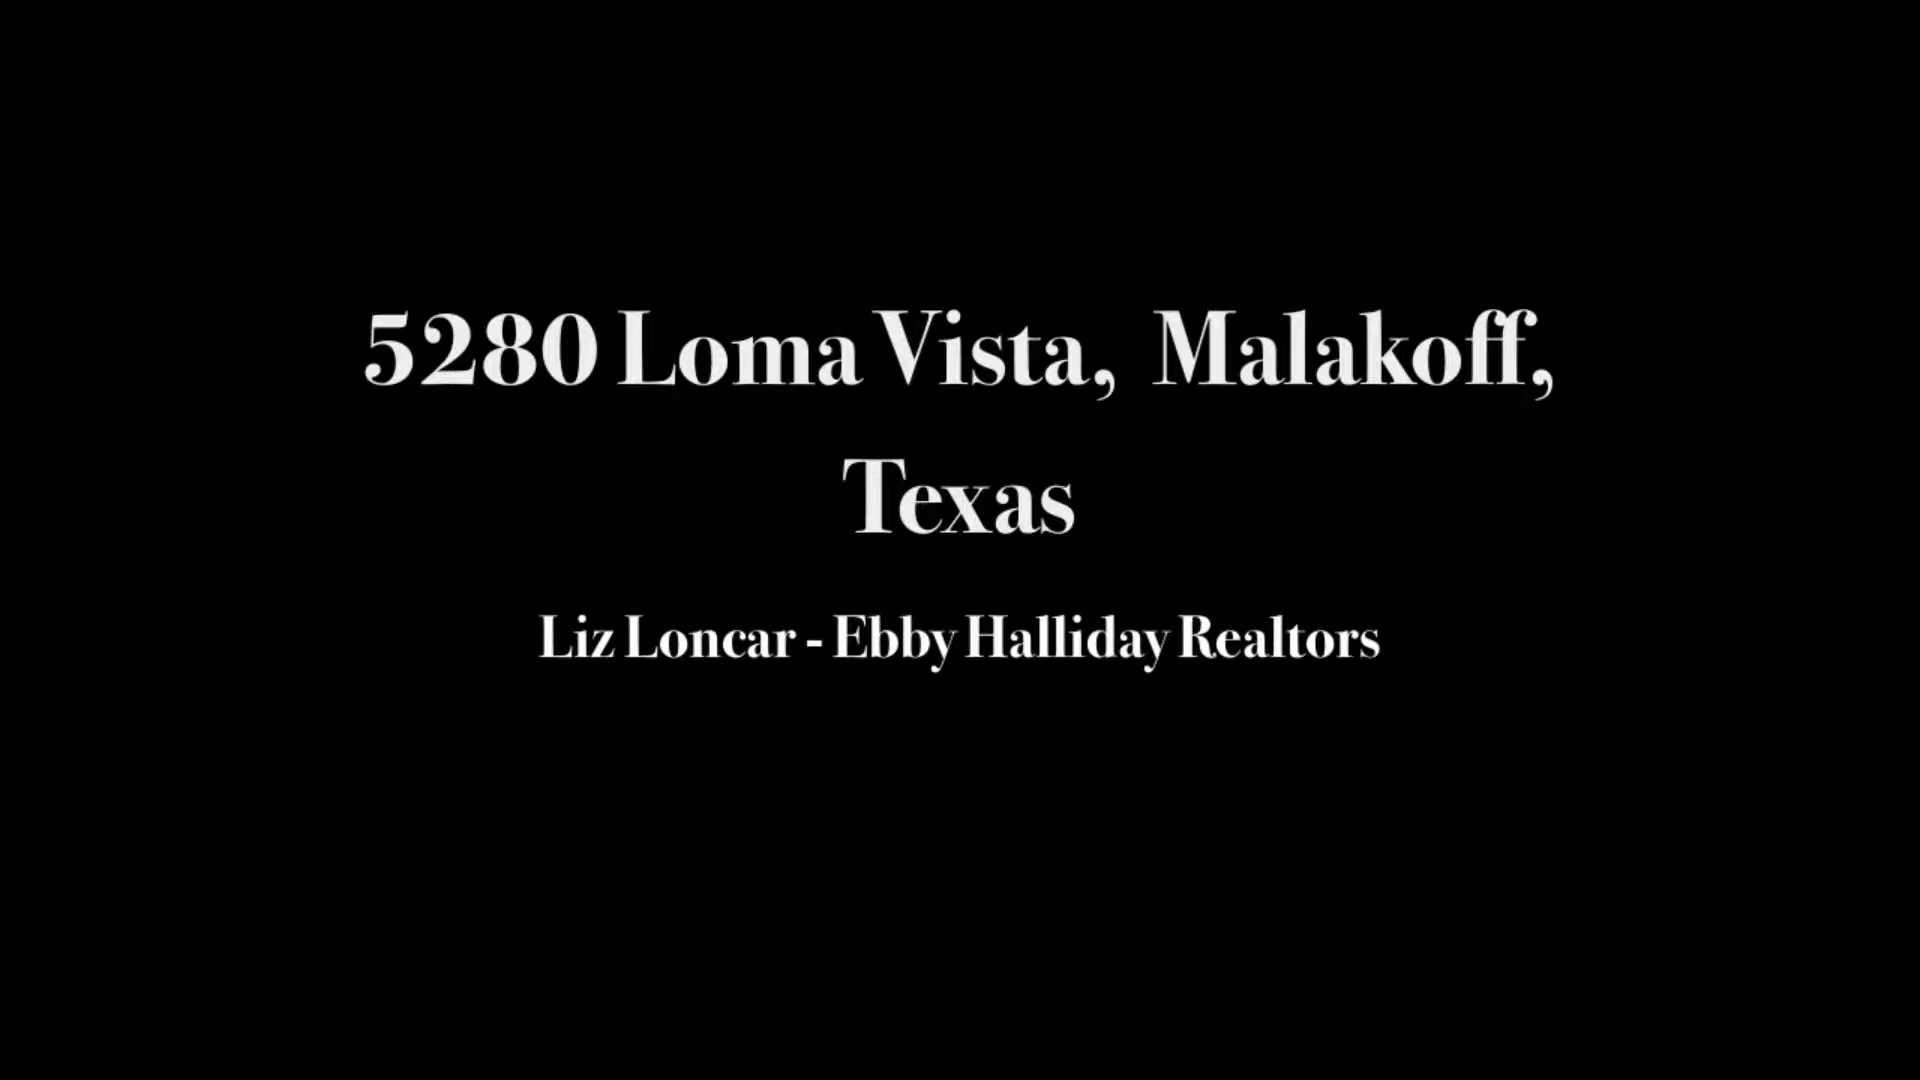 5280 Loma Vista, Malakoff,
Texas
Liz Loncar - Ebby Halliday Realtors